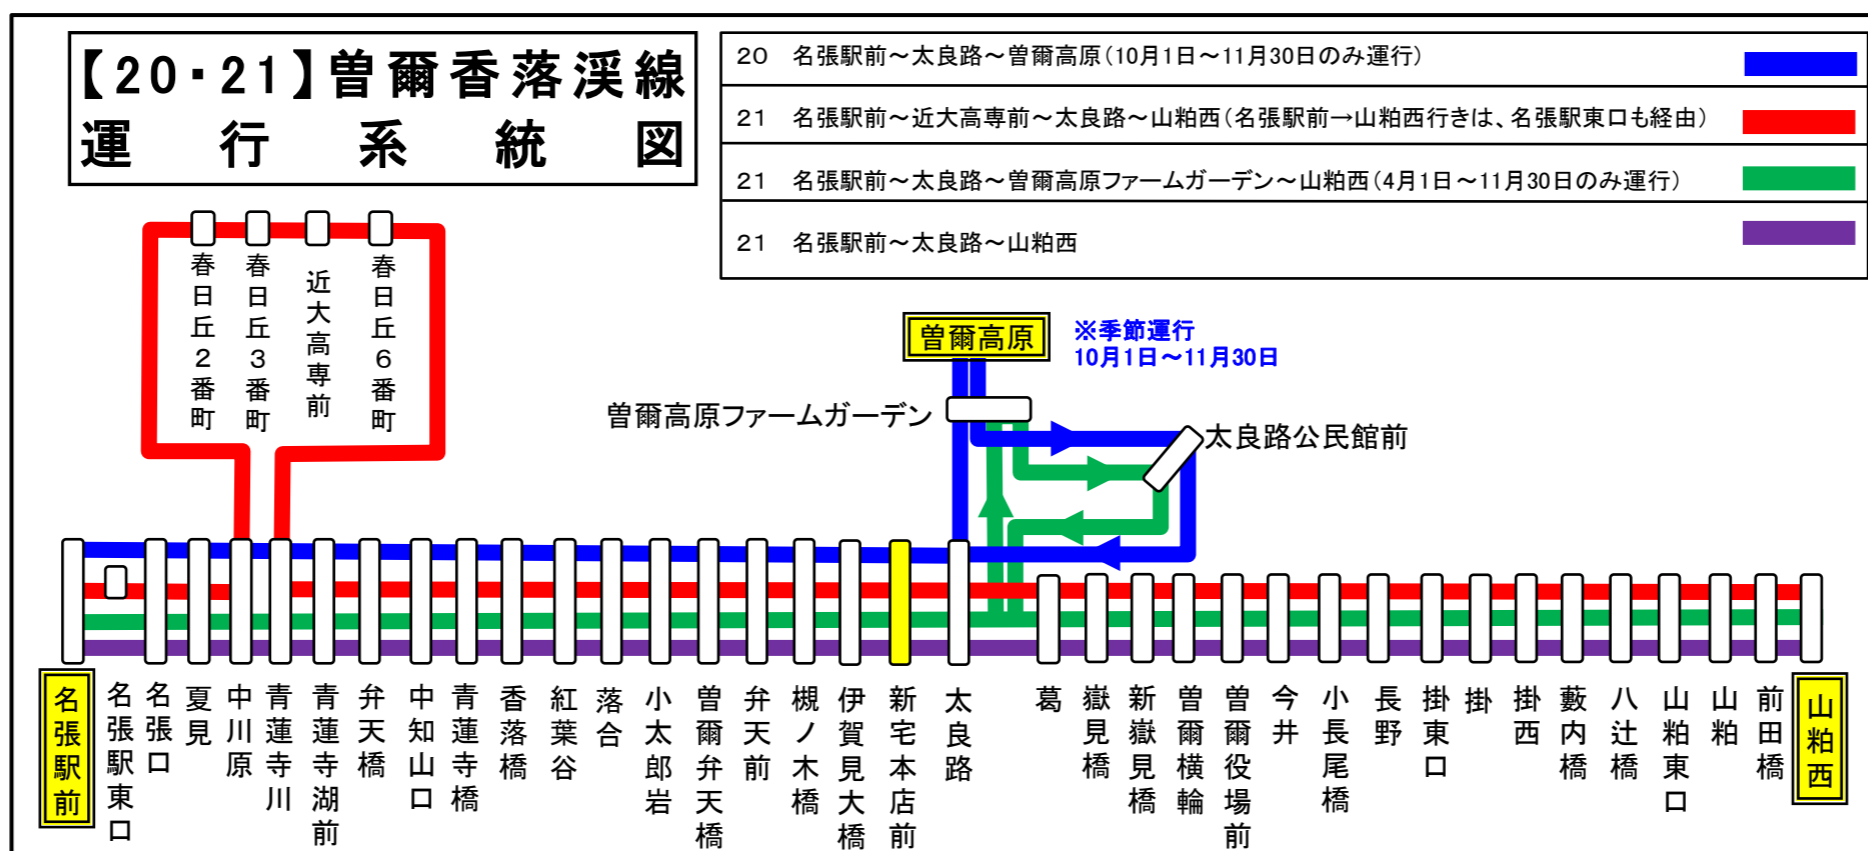 【20・21】曽爾香落渓線
運行系統図
20 名張駅前～太良路～曽爾高原(10月1日～11月30日のみ運行)
21 名張駅前～近大高専前～太良路～山粕西(名張駅前→山粕西行きは、名張駅東口も経由)
21 名張駅前～太良路～曽爾高原ファームガーデン～山粕西(4月1日～11月30日のみ運行)
21 名張駅前～太良路～山粕西
春日丘2番町
春日丘3番町
近大高専前
春日丘6番町
曽爾高原
※季節運行
10月1日～11月30日
曽爾高原ファームガーデン
太良路公民館前
名張駅前
名張駅東口
名張口
夏見
中川原
青蓮寺川
青蓮寺湖前
弁天橋
中知山口
青蓮寺橋
香落橋
紅葉谷
落合
小太郎岩
曽爾弁天橋
弁天前
槻ノ木橋
伊賀見大橋
新宅本店前
太良路
葛
嶽見橋
新嶽見橋
曽爾横輪
曽爾役場前
今井
小長尾橋
長野
掛東口
掛
掛西
藪内橋
八辻橋
山粕東口
山粕
前田橋
山粕西